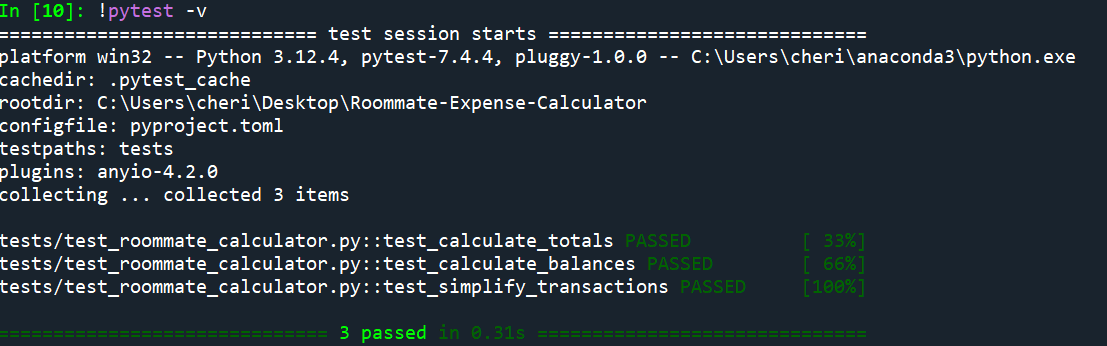 In [10]: !pytest -v
============================= test session starts =============================
platform win32 -- Python 3.12.4, pytest-7.4.4, pluggy-1.0.0 -- C:\Users\cheri\anaconda3\python.exe
cachedir: .pytest_cache
rootdir: C:\Users\cheri\Desktop\Roommate-Expense-Calculator
configfile: pyproject.toml
testpaths: tests
plugins: anyio-4.2.0
collecting ... collected 3 items
tests/test_roommate_calculator.py::test_calculate_totals PASSED          [ 33%]
tests/test_roommate_calculator.py::test_calculate_balances PASSED        [ 66%]
tests/test_roommate_calculator.py::test_simplify_transactions PASSED     [100%]
============================== 3 passed in 0.31s ==============================